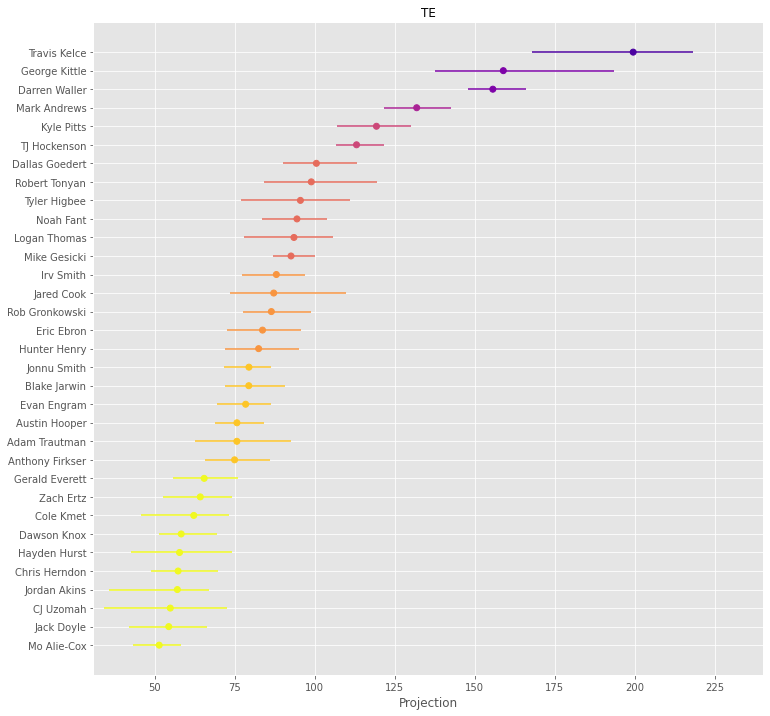 TE
Travis Kelce
George Kittle
Darren Waller
Mark Andrews
Kyle Pitts
TJ Hockenson
Dallas Goedert
Robert Tonyan
Tyler Higbee
Noah Fant
Logan Thomas
Mike Gesicki
Irv Smith
Jared Cook
Rob Gronkowski
Eric Ebron
Hunter Henry
Jonnu Smith
Blake Jarwin
Evan Engram
Austin Hooper
Adam Trautman
Anthony Firkser
Gerald Everett
Zach Ertz
Cole Kmet
Dawson Knox
Hayden Hurst
Chris Herndon
Jordan Akins
CJ Uzomah
Jack Doyle
Mo Alie-Cox
50 75 100 125 150 175 200 225
Projection